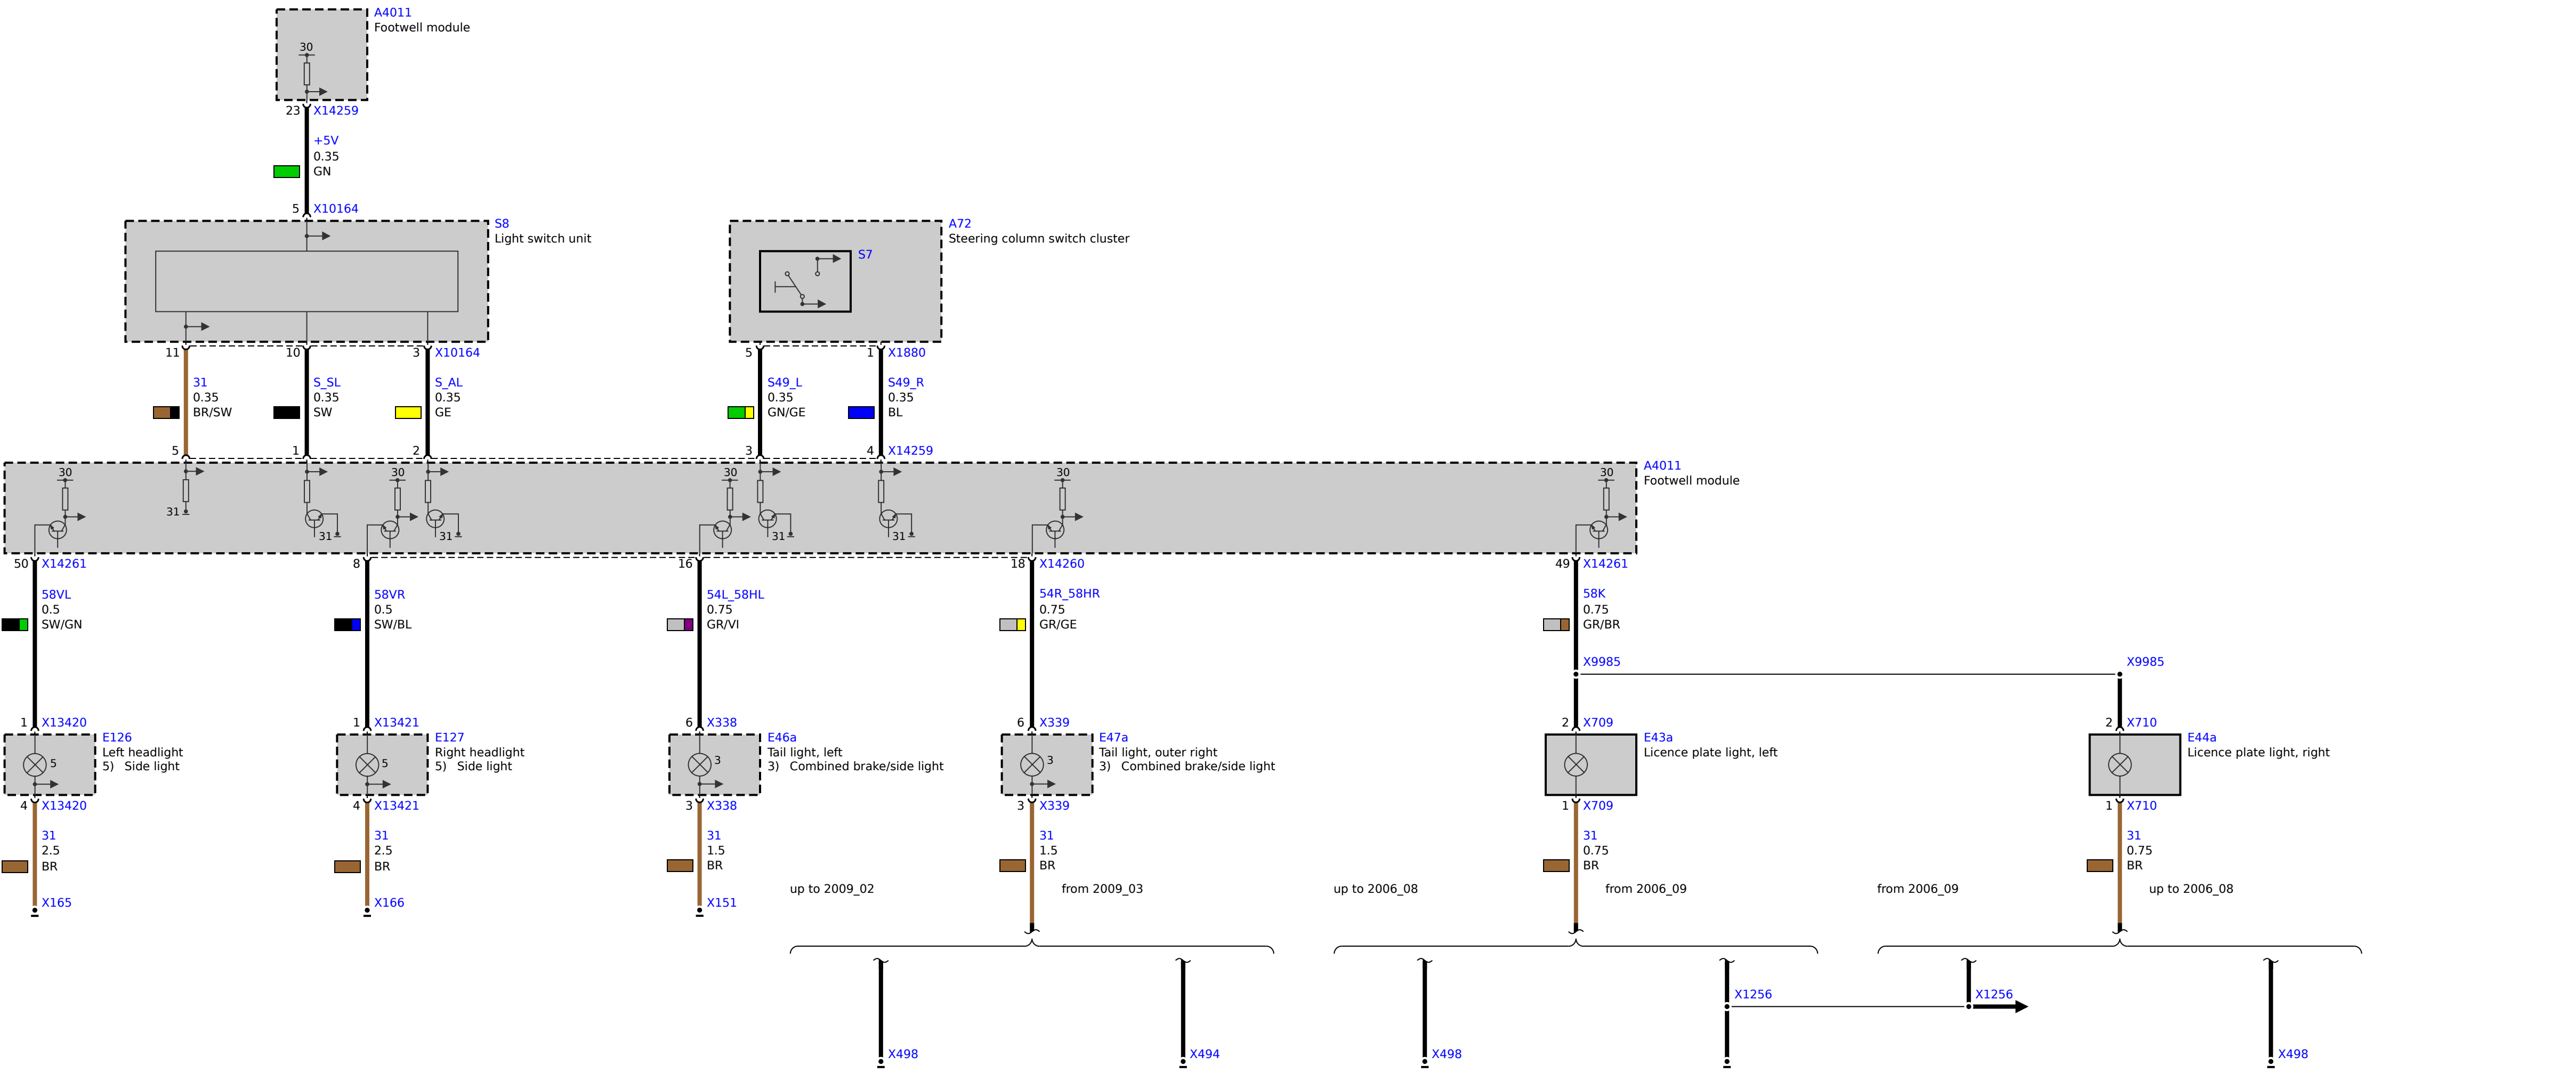 A4011
Footwell module
30
23 X14259
+5V
0.35
GN
5 X10164
S8
Light switch unit
A72
Steering column switch cluster
S7
11 10 3 X10164 5 1 X1880
31 S_SL S_AL S49_L S49_R
0.35 0.35 0.35 0.35 0.35
BR/SW SW GE GN/GE BL
5 1 2 3 4 X14259
A4011
Footwell module
30 30 30 30 30
31
31 31 31 31
50 X14261 8 16 18 X14260 49 X14261
58VL 58VR 54L_58HL 54R_58HR 58K
0.5 0.5 0.75 0.75 0.75
SW/GN SW/BL GR/VI GR/GE GR/BR
X9985 X9985
1 X13420 1 X13421 6 X338 6 X339 2 X709 2 X710
E126 E127 E46a E47a E43a E44a
Left headlight Right headlight Tail light, left Tail light, outer right Licence plate light, left Licence plate light, right
5 5) Side light 5 5) Side light 3 3) Combined brake/side light 3 3) Combined brake/side light
4 X13420 4 X13421 3 X338 3 X339 1 X709 1 X710
31 31 31 31 31 31
2.5 2.5 1.5 1.5 0.75 0.75
BR BR BR BR BR BR
up to 2009_02 from 2009_03 up to 2006_08 from 2006_09 from 2006_09 up to 2006_08
X165 X166 X151
X1256 X1256
X498 X494 X498 X498